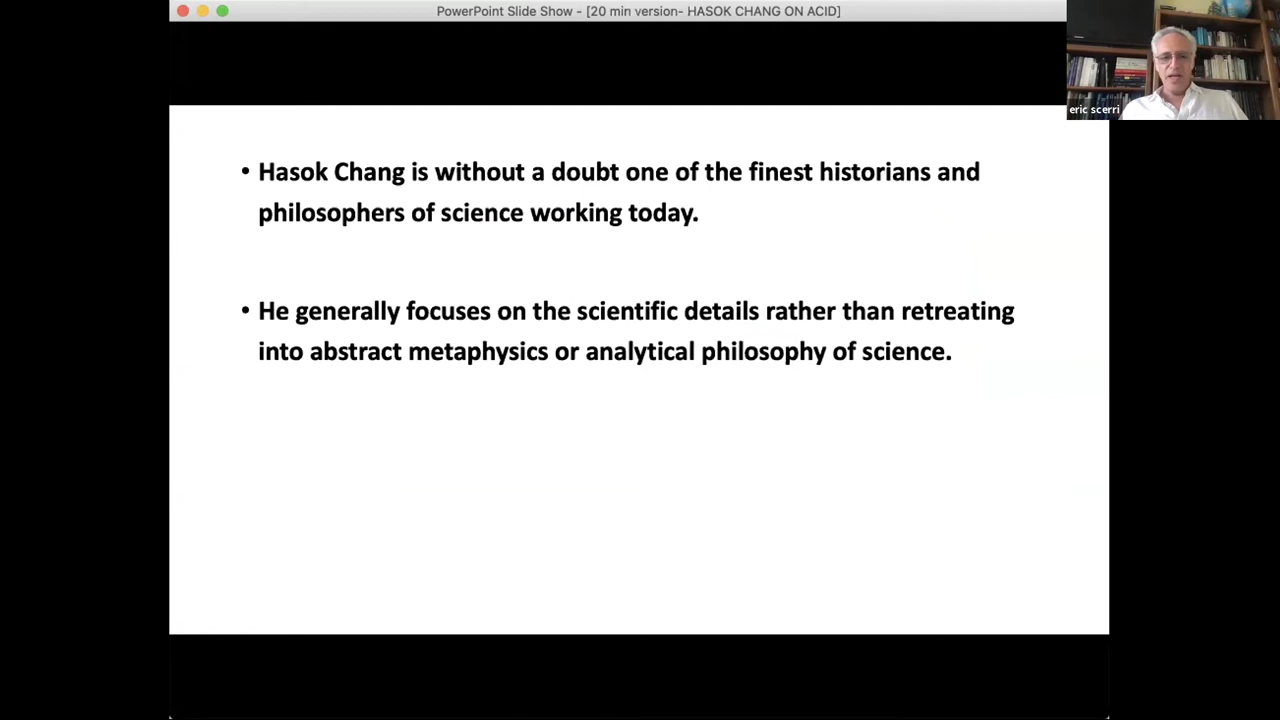 PowerPoint Slide Show - [20 min version- HASOK CHANG ON ACID]
eric scerri
• Hasok Chang is without a doubt one of the finest historians and
philosophers of science working today.
• He generally focuses on the scientific details rather than retreating
into abstract metaphysics or analytical philosophy of science.